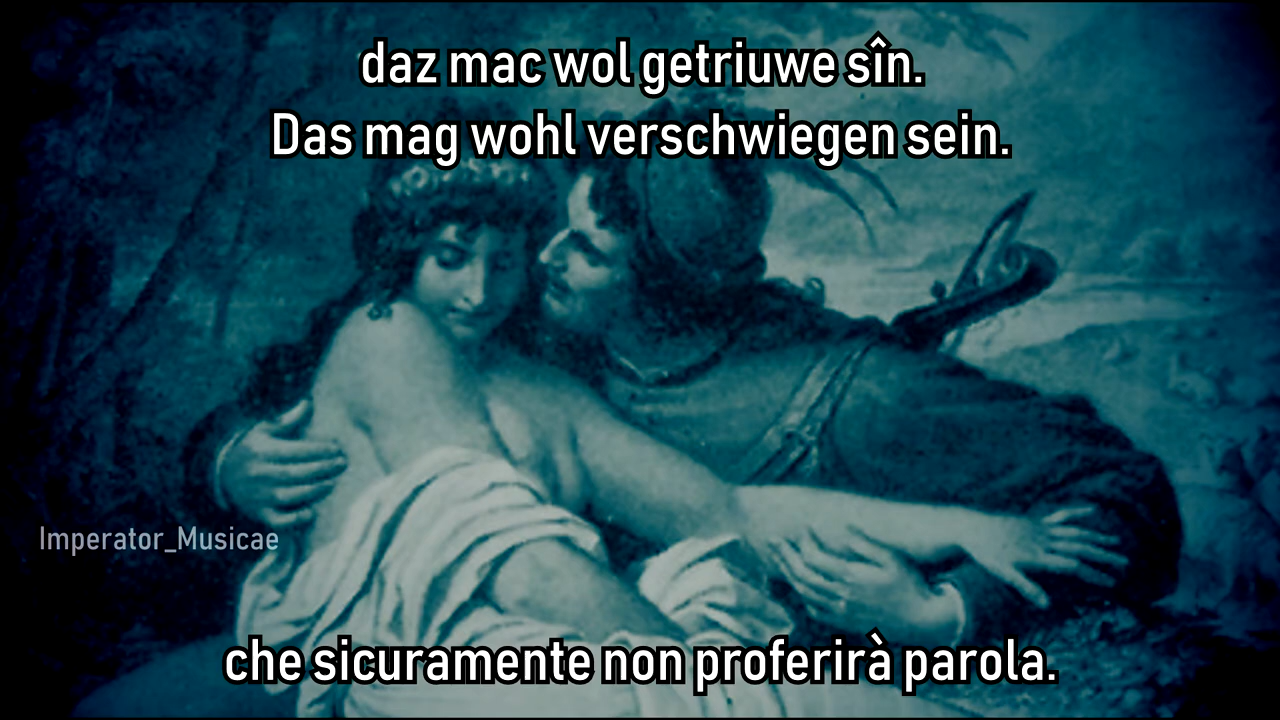 daz mac wol getriuwe sîn.
Das mag wohl verschwiegen sein.
Imperator_Musicae
che sicuramente non proferirà parola.